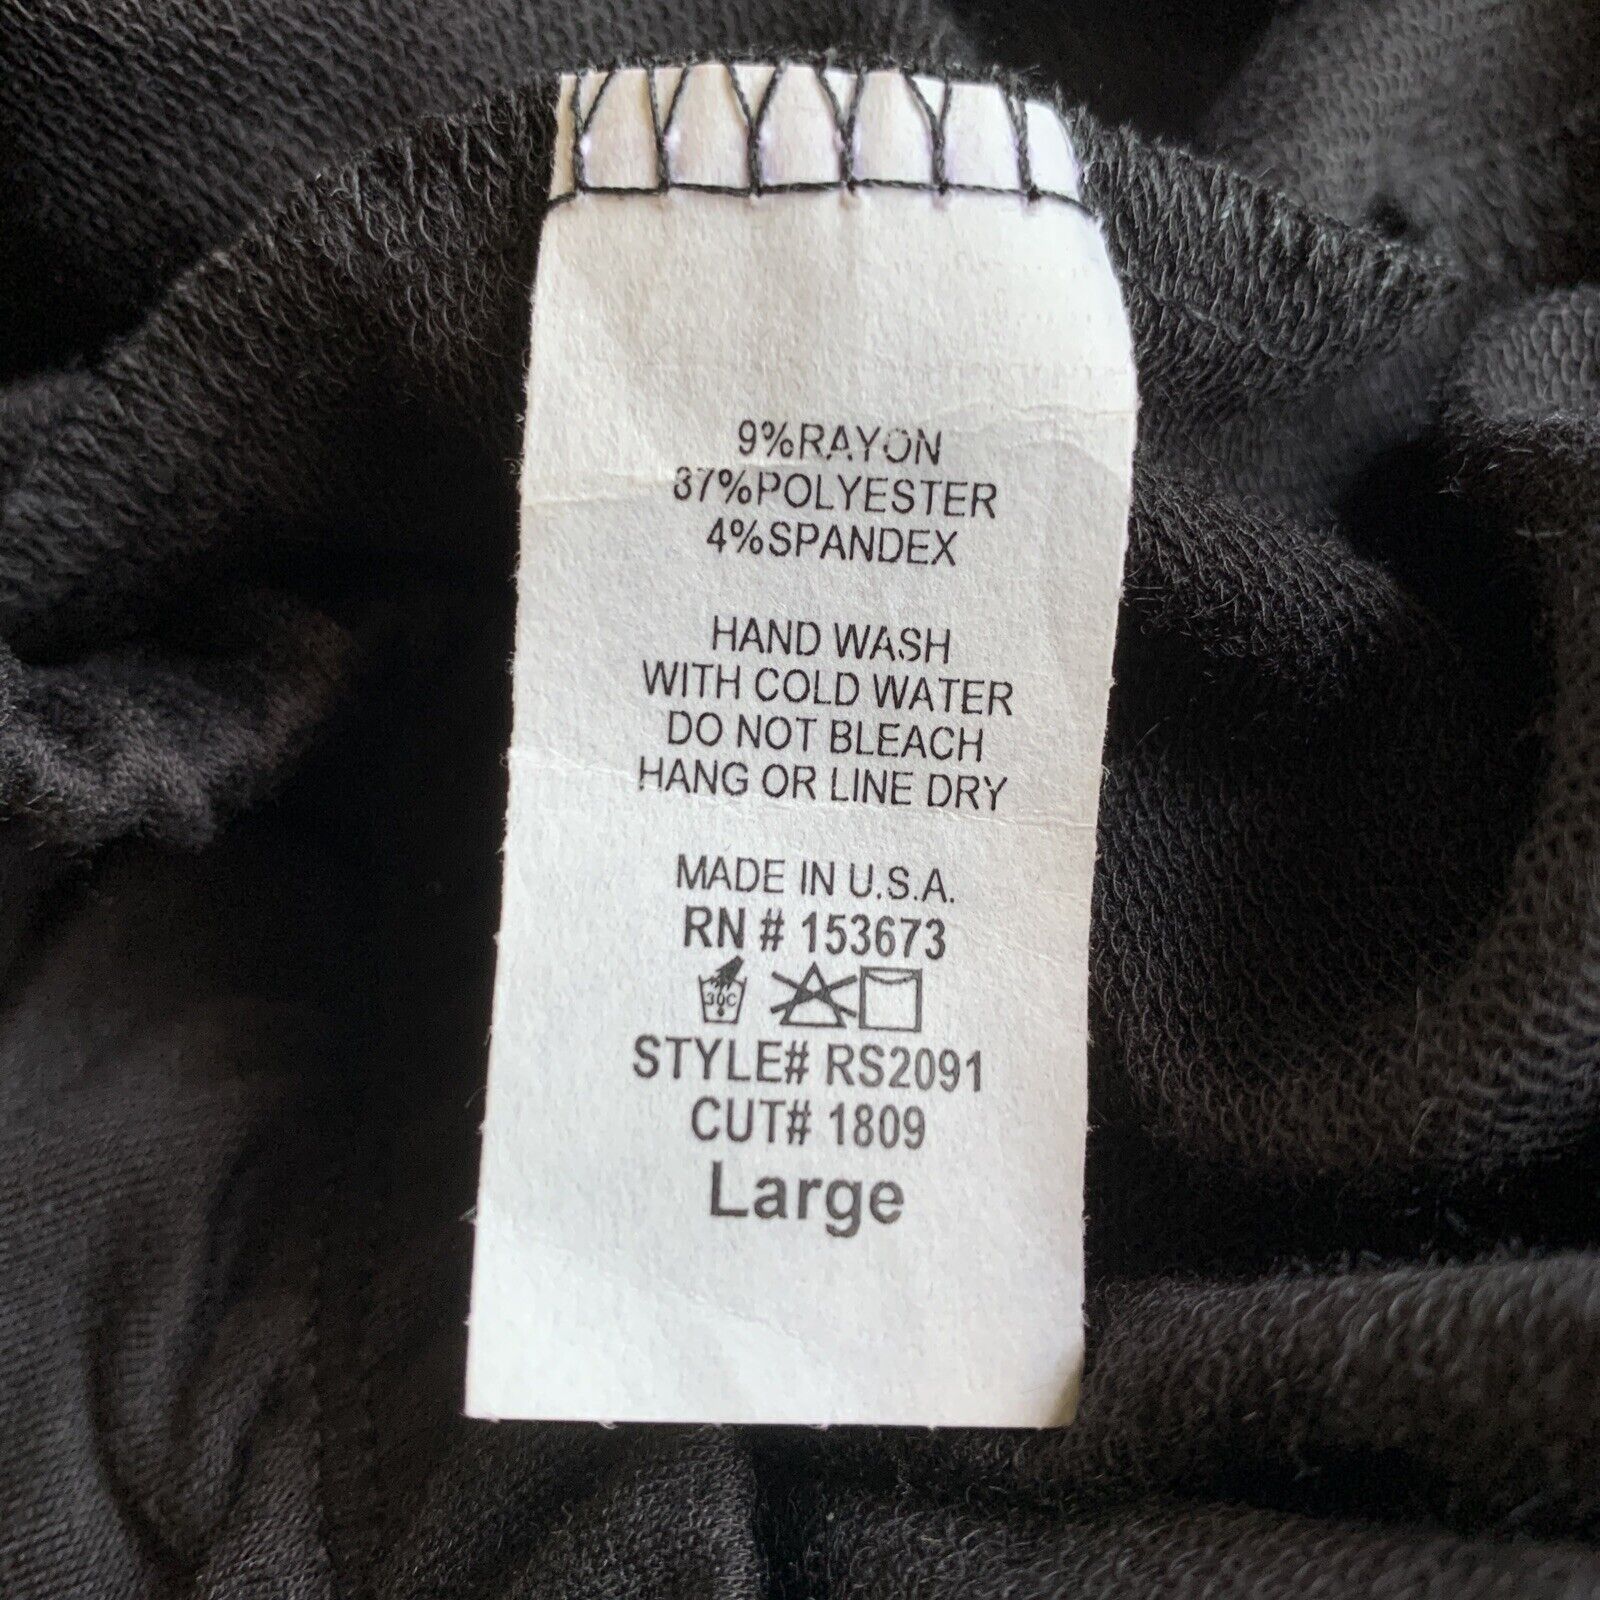 9%RAYON
87%POLYESTER
4%SPANDEX
HAND WASH
WITH COLD WATER
DO NOT BLEACH
HANG OR LINE DRY
MADE IN U.S.A.
RN # 153673
30C
STYLE# RS2091
CUT# 1809
Large